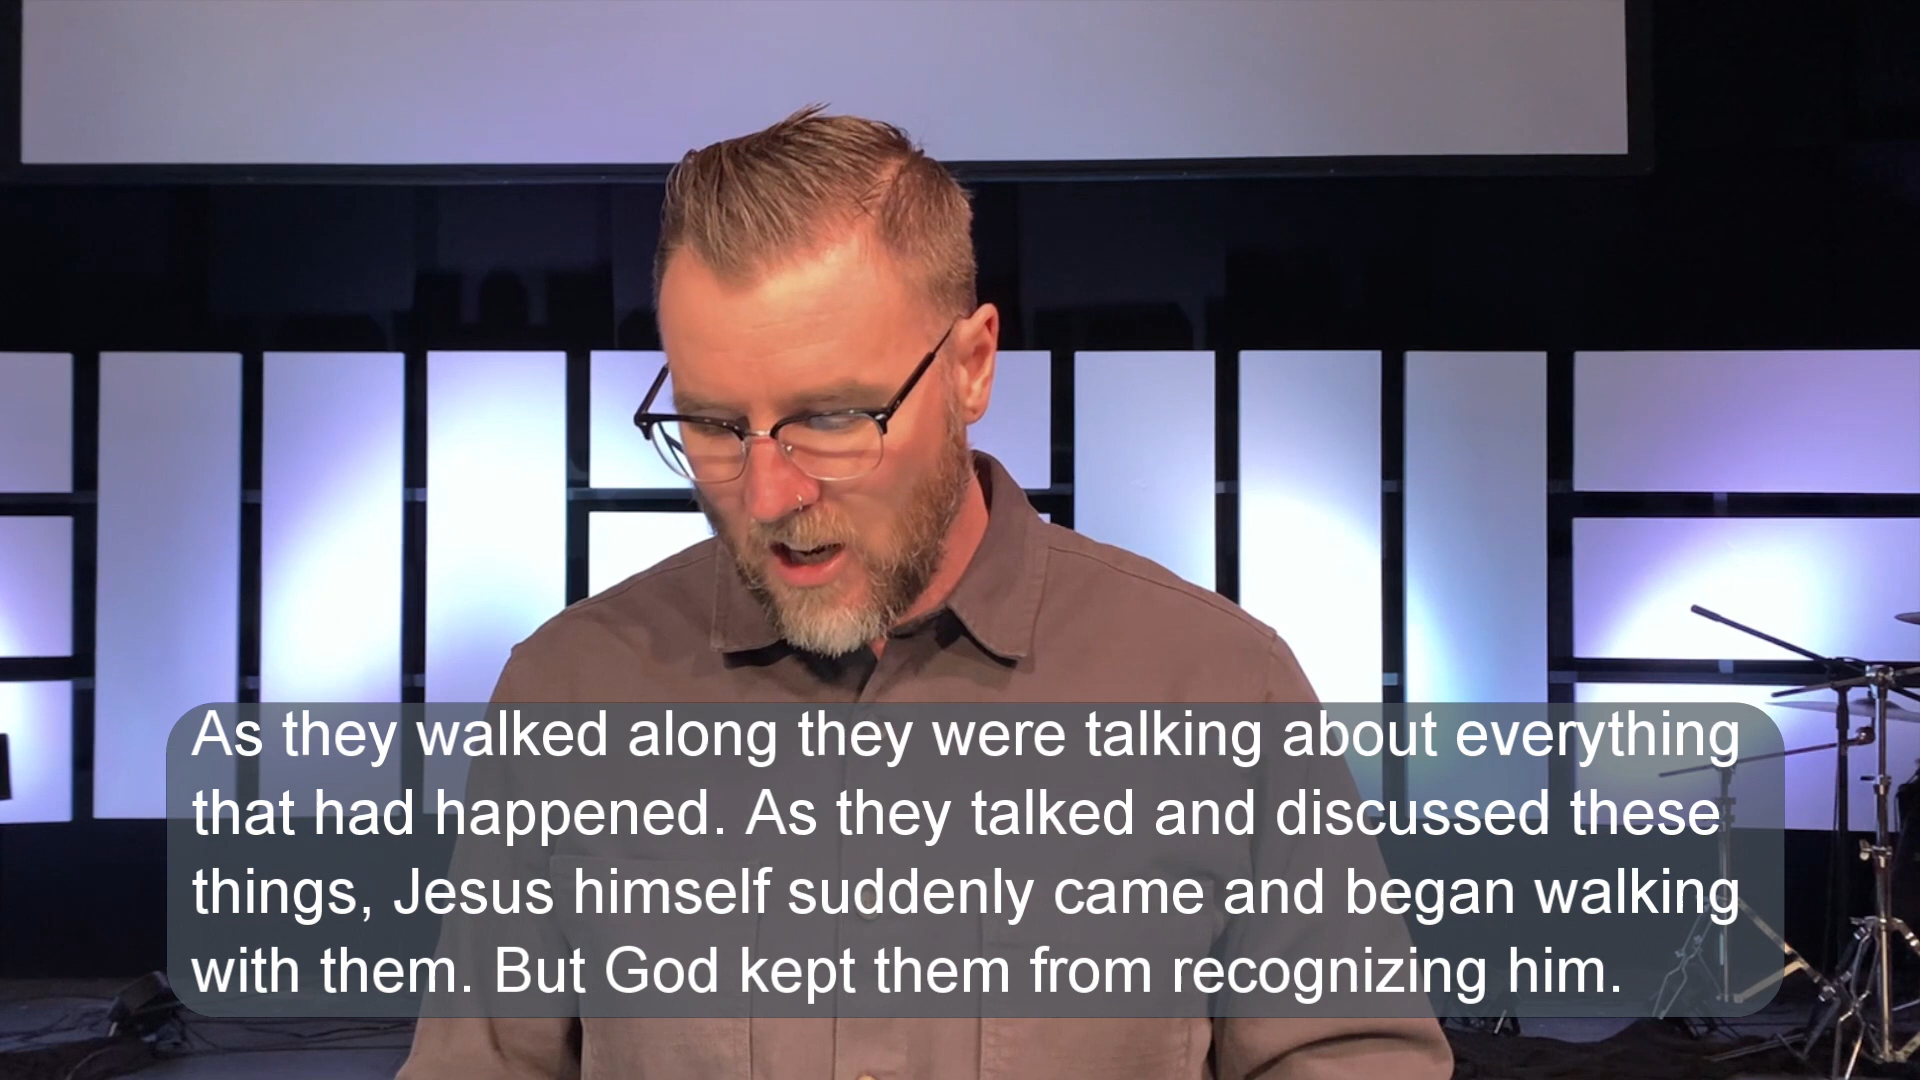 As they walked along they were talking about everything
that had happened. As they talked and discussed these
things, Jesus himself suddenly came and began walking
with them. But God kept them from recognizing him.